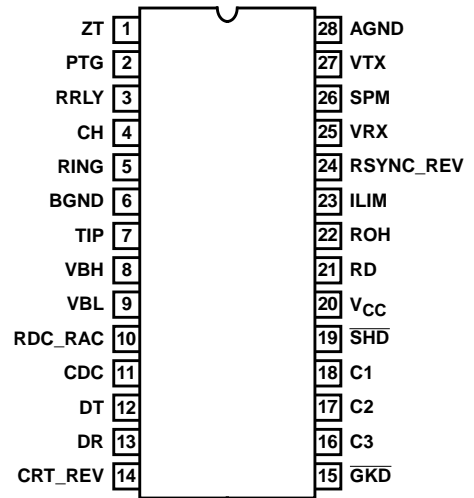 ZT 1 28 AGND
PTG 2 27 VTX
RRLY 3 26 SPM
CH 4 25 VRX
RING 5 24 RSYNC_REV
BGND 6 23 ILIM
TIP 7 22 ROH
VBH 8 21 RD
VBL 9 20 VCC
RDC_RAC 10 19 SHD
CDC 11 18 C1
DT 12 17 C2
DR 13 16 C3
CRT_REV 14 15 GKD